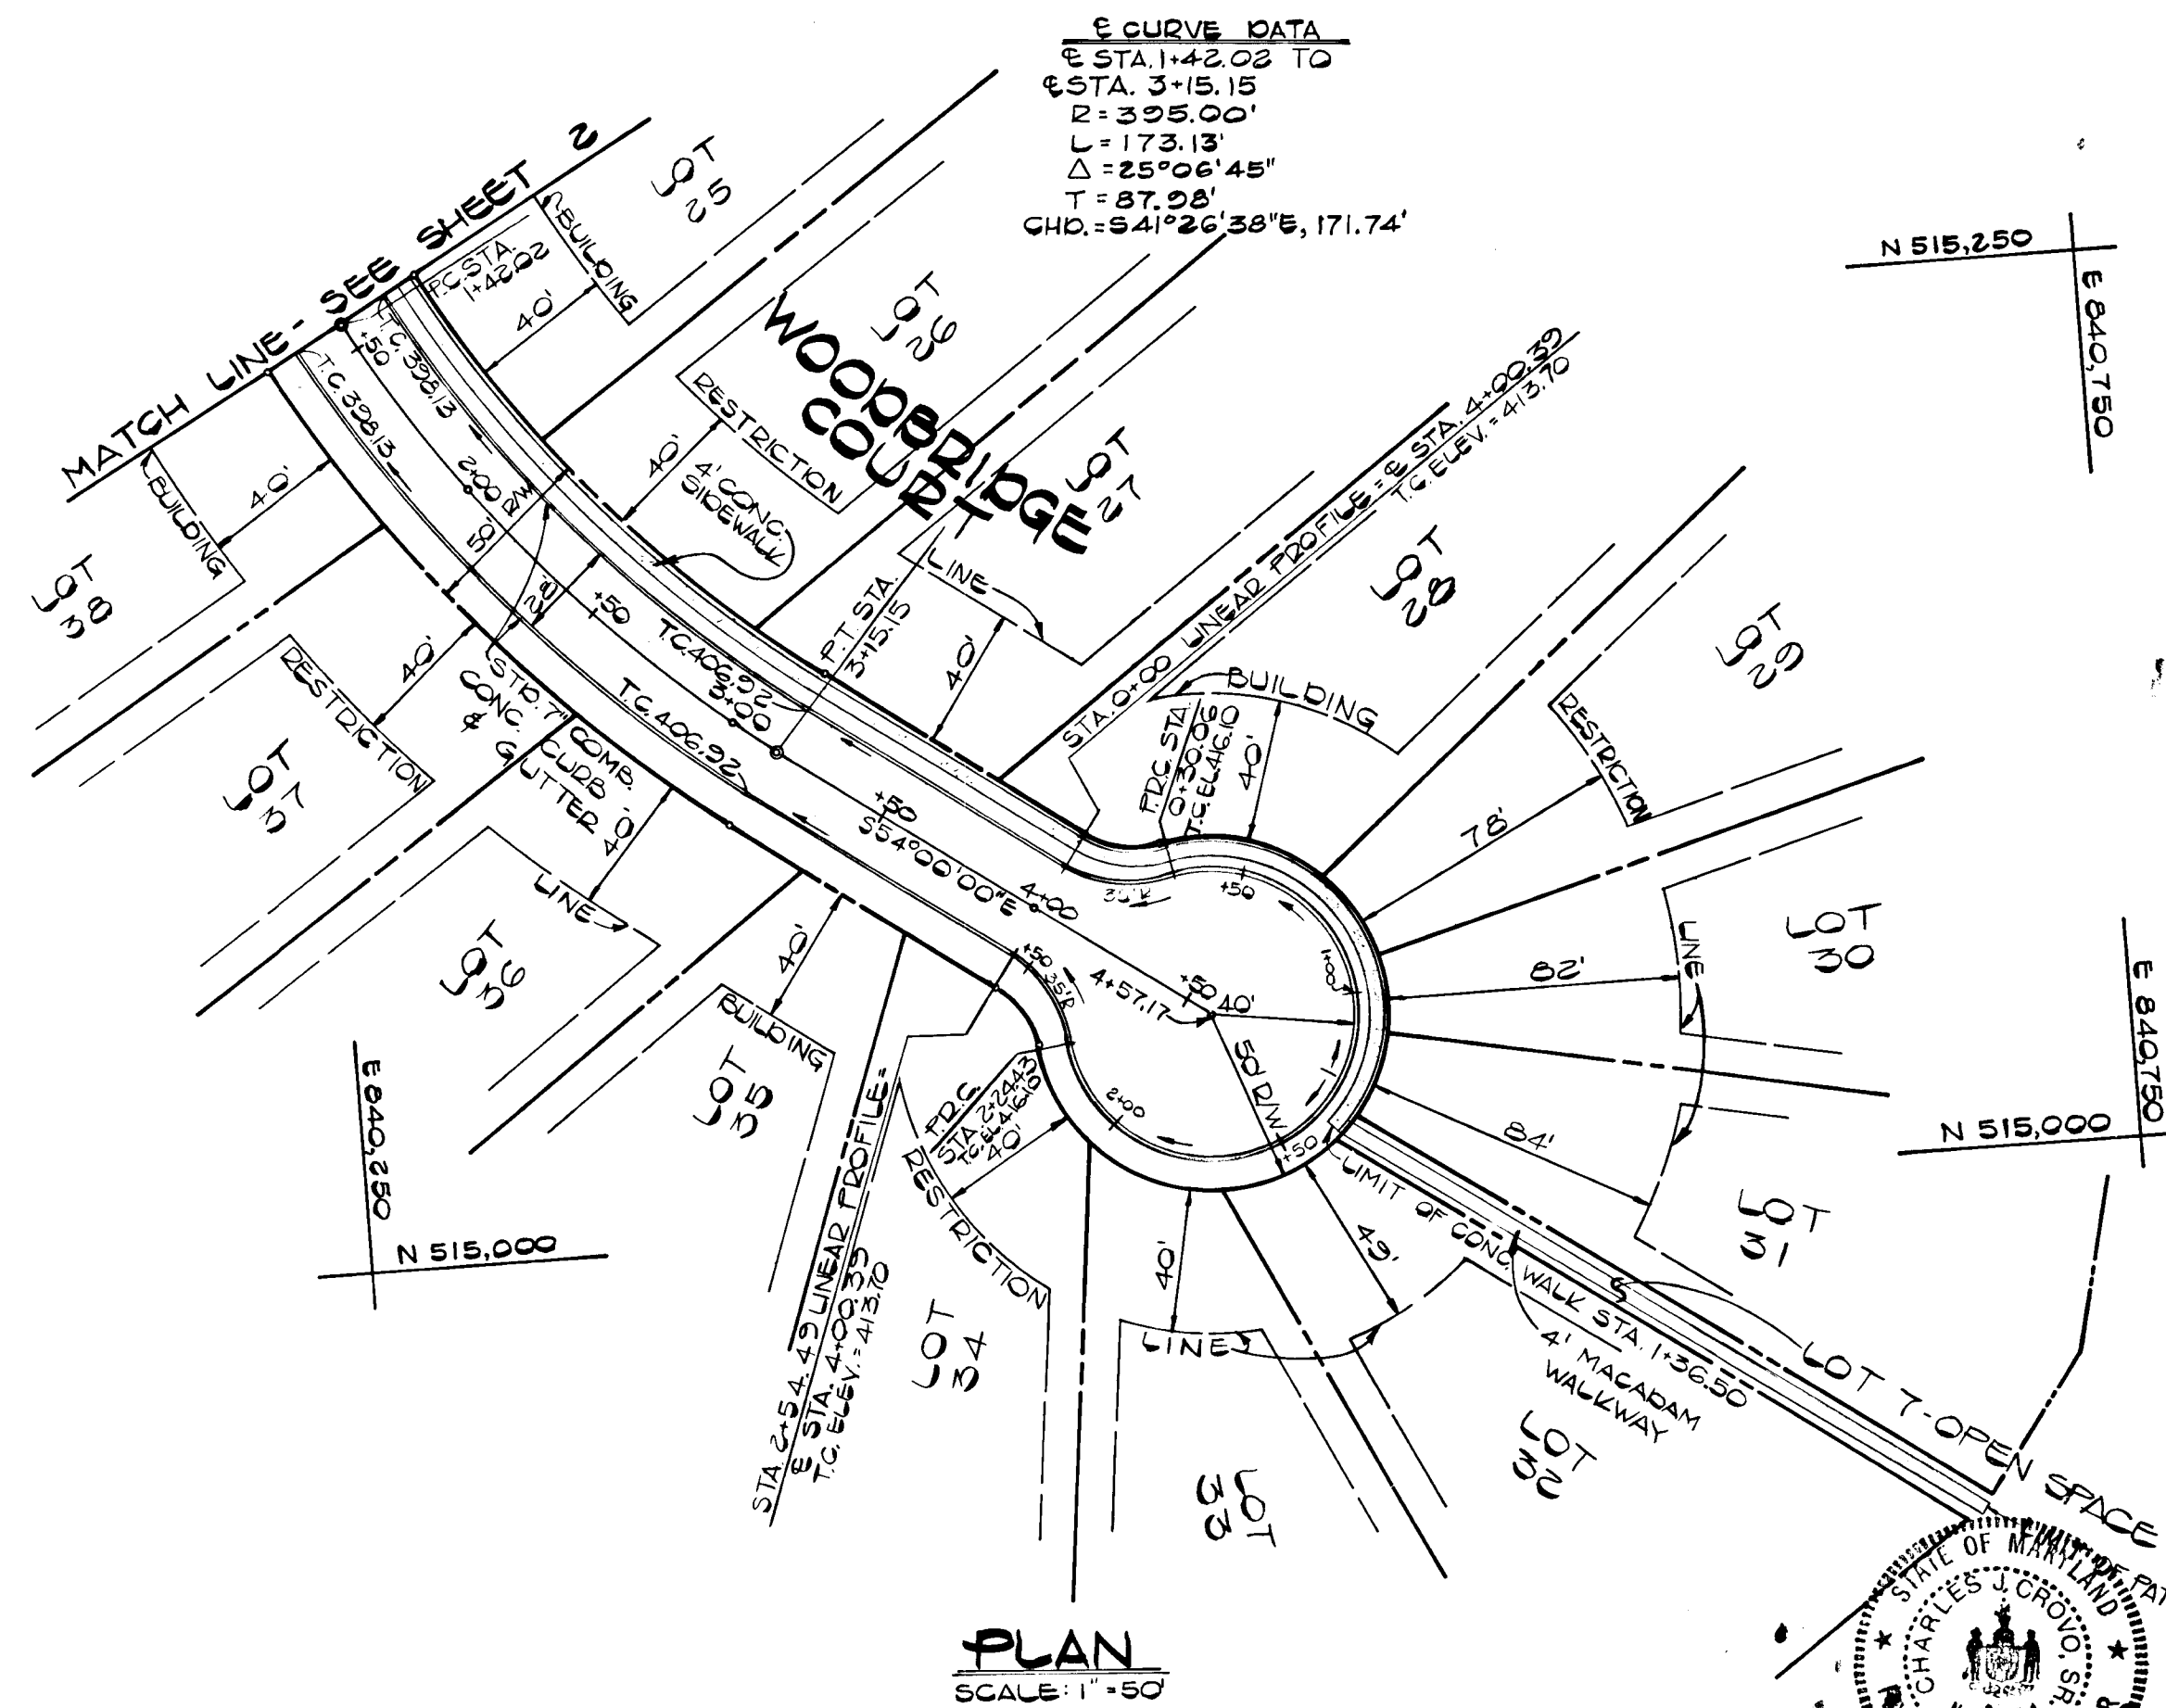 ℄ CURVE DATA
℄ STA. 1+42.02 TO
℄ STA. 3+15.15
R = 395.00'
L = 173.13'
Δ = 25°06'45"
T = 87.98'
CHD. = S41°26'38"E, 171.74'
MATCH LINE - SEE SHEET 2
P.C. STA.
1+42.02
BUILDING
LOT
25
40'
N 515,250
E 840,750
T.C. 398.13
+50
T.C. 398.13
LOT
26
WOODBRIDGE
COURT
RESTRICTION
40'
4' CONC.
SIDEWALK
LOT
27
LINE
40'
STA. 0+00 LINEAR PROFILE = ℄ STA. 4+00.39
T.C. ELEV. = 413.70
LOT
28
BUILDING
40'
LOT
29
RESTRICTION
78'
BUILDING
40'
LOT
38
2+00
50' R/W
28'
+50
T.C. 406.92
3+00
P.T. STA.
3+15.15
T.C. 406.92
RESTRICTION
40'
LOT
37
STD. 7" COMB.
CONC. CURB
& GUTTER
40'
LINE
LOT
36
+50
S54°00'00"E
4+00
P.R.C. STA.
0+30.06
T.C. EL. 416.10
35' R
+50
1+00
LOT
30
LINE
82'
+50
35'R
4+57.17
+50
40'
50' R/W
40'
BUILDING
LOT
35
P.R.C.
STA. 2+24.43
T.C. EL. 416.10
40'
2+00
+50
84'
LOT
31
E 840,750
N 515,000
E 840,250
N 515,000
STA. 2+54.49 LINEAR PROFILE =
℄ STA. 4+00.39
T.C. ELEV. = 413.70
RESTRICTION
LOT
34
40'
LINE
49'
LIMIT OF CONC. WALK STA. 1+36.50
4' MACADAM
WALKWAY
LOT
33
LOT
32
LOT 7 - OPEN SPACE
LIMIT OF
STATE OF MARYLAND
CHARLES J. CROVO, SR.
PLAN
SCALE: 1" = 50'